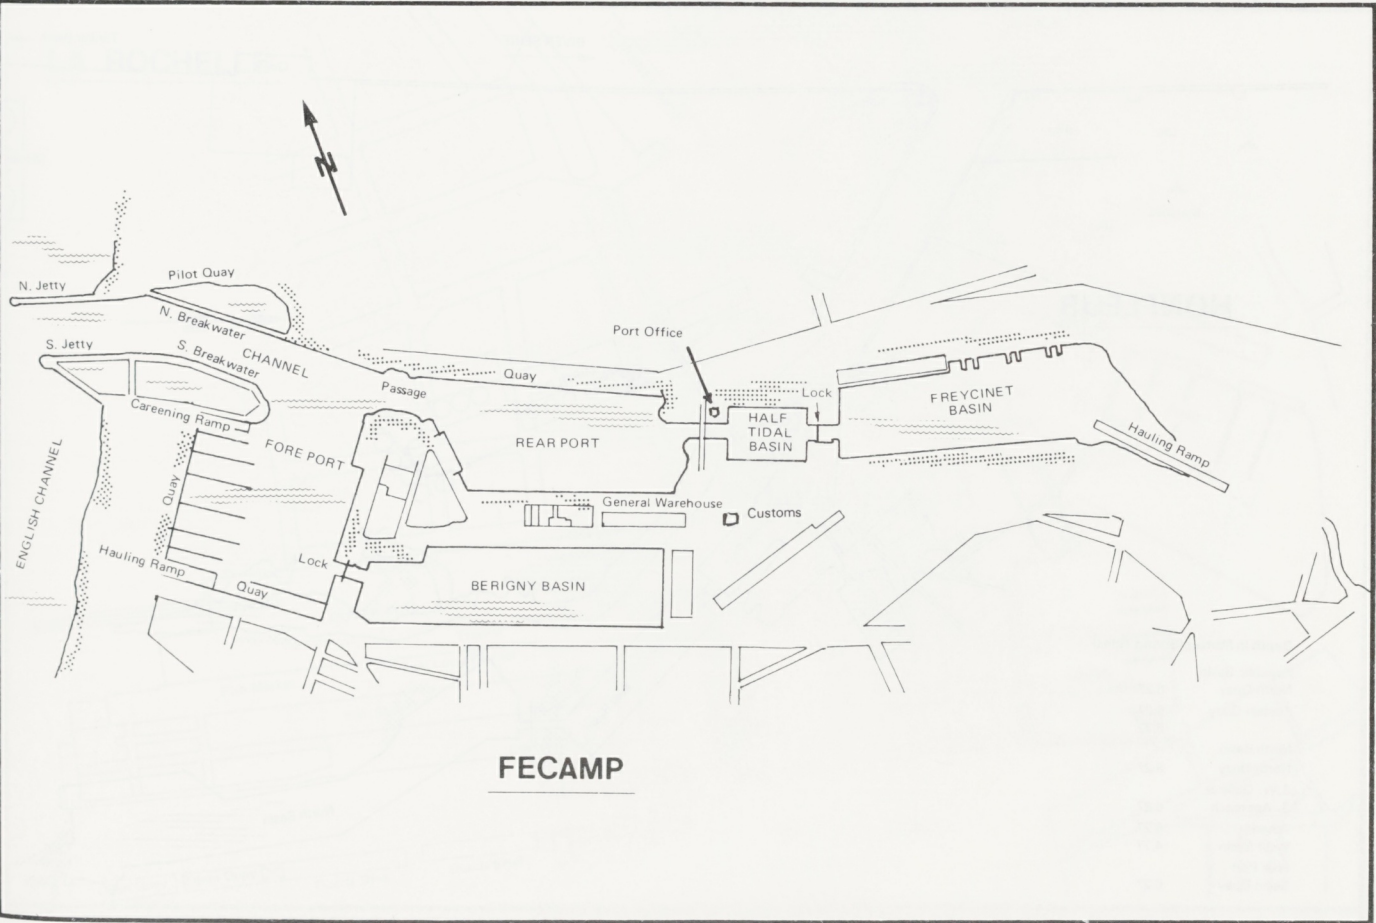 N
Pilot Quay
N. Jetty
N. Breakwater
S. Jetty
S. Breakwater
CHANNEL
Port Office
Passage
Quay
Careening Ramp
Lock
FREYCINET
BASIN
HALF
TIDAL
BASIN
FORE PORT
REAR PORT
Hauling Ramp
ENGLISH CHANNEL
Quay
General Warehouse
Customs
Hauling Ramp
Lock
Quay
BERIGNY BASIN
FECAMP